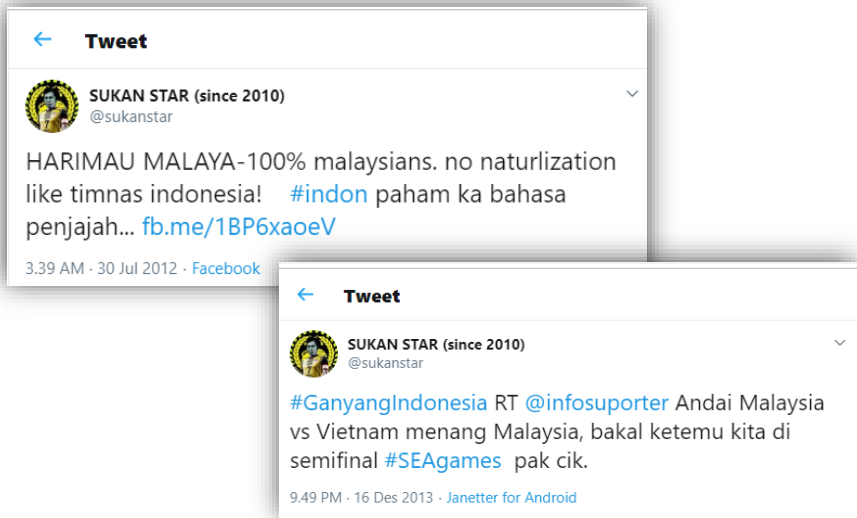 Tweet
SUKAN STAR (since 2010)
@sukanstar
HARIMAU MALAYA-100% malaysians. no naturlization
like timnas indonesia! #indon paham ka bahasa
penjajah... fb.me/1BP6xaoeV
3.39 AM · 30 Jul 2012 · Facebook
Tweet
SUKAN STAR (since 2010)
@sukanstar
#GanyangIndonesia RT @infosuporter Andai Malaysia
vs Vietnam menang Malaysia, bakal ketemu kita di
semifinal #SEAgames pak cik.
9.49 PM · 16 Des 2013 · Janetter for Android